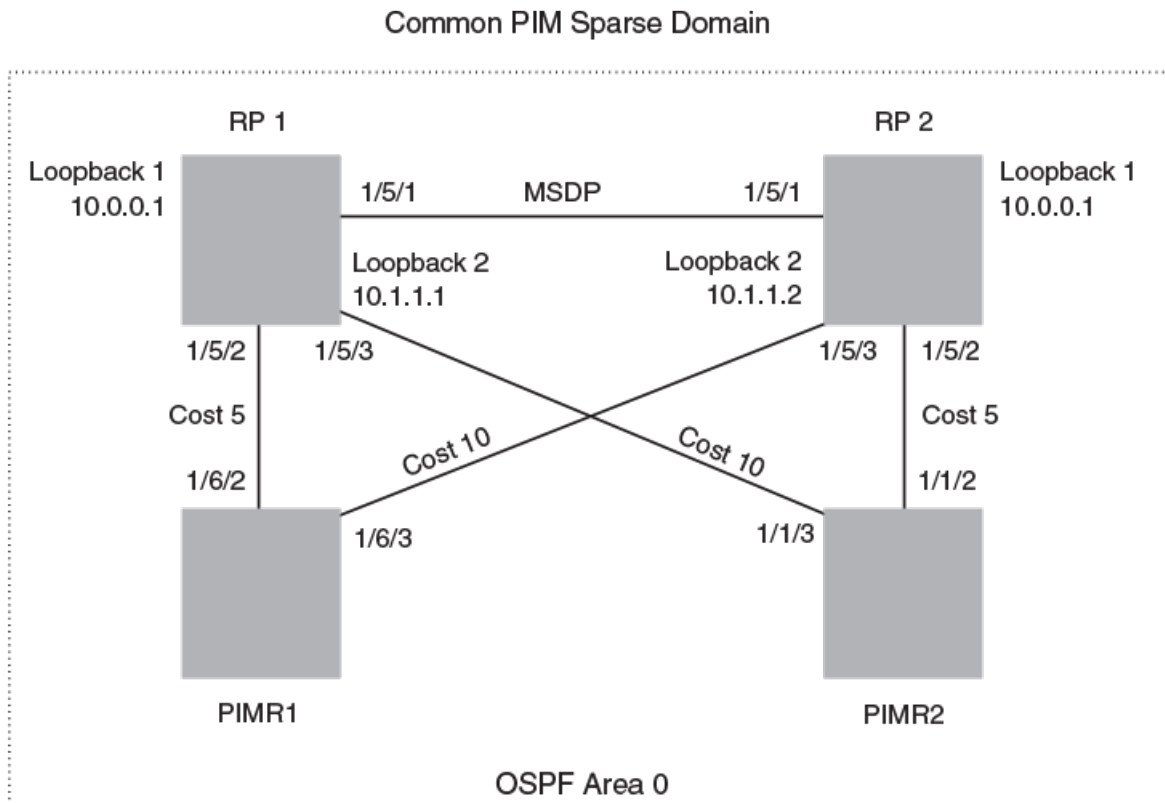 Common PIM Sparse Domain
RP 1
RP 2
Loopback 1
10.0.0.1
1/5/1
MSDP
1/5/1
Loopback 1
10.0.0.1
Loopback 2
10.1.1.1
Loopback 2
10.1.1.2
1/5/2
1/5/3
1/5/3
1/5/2
Cost 5
Cost 10
Cost 10
Cost 5
1/6/2
1/1/2
1/6/3
1/1/3
PIMR1
PIMR2
OSPF Area 0